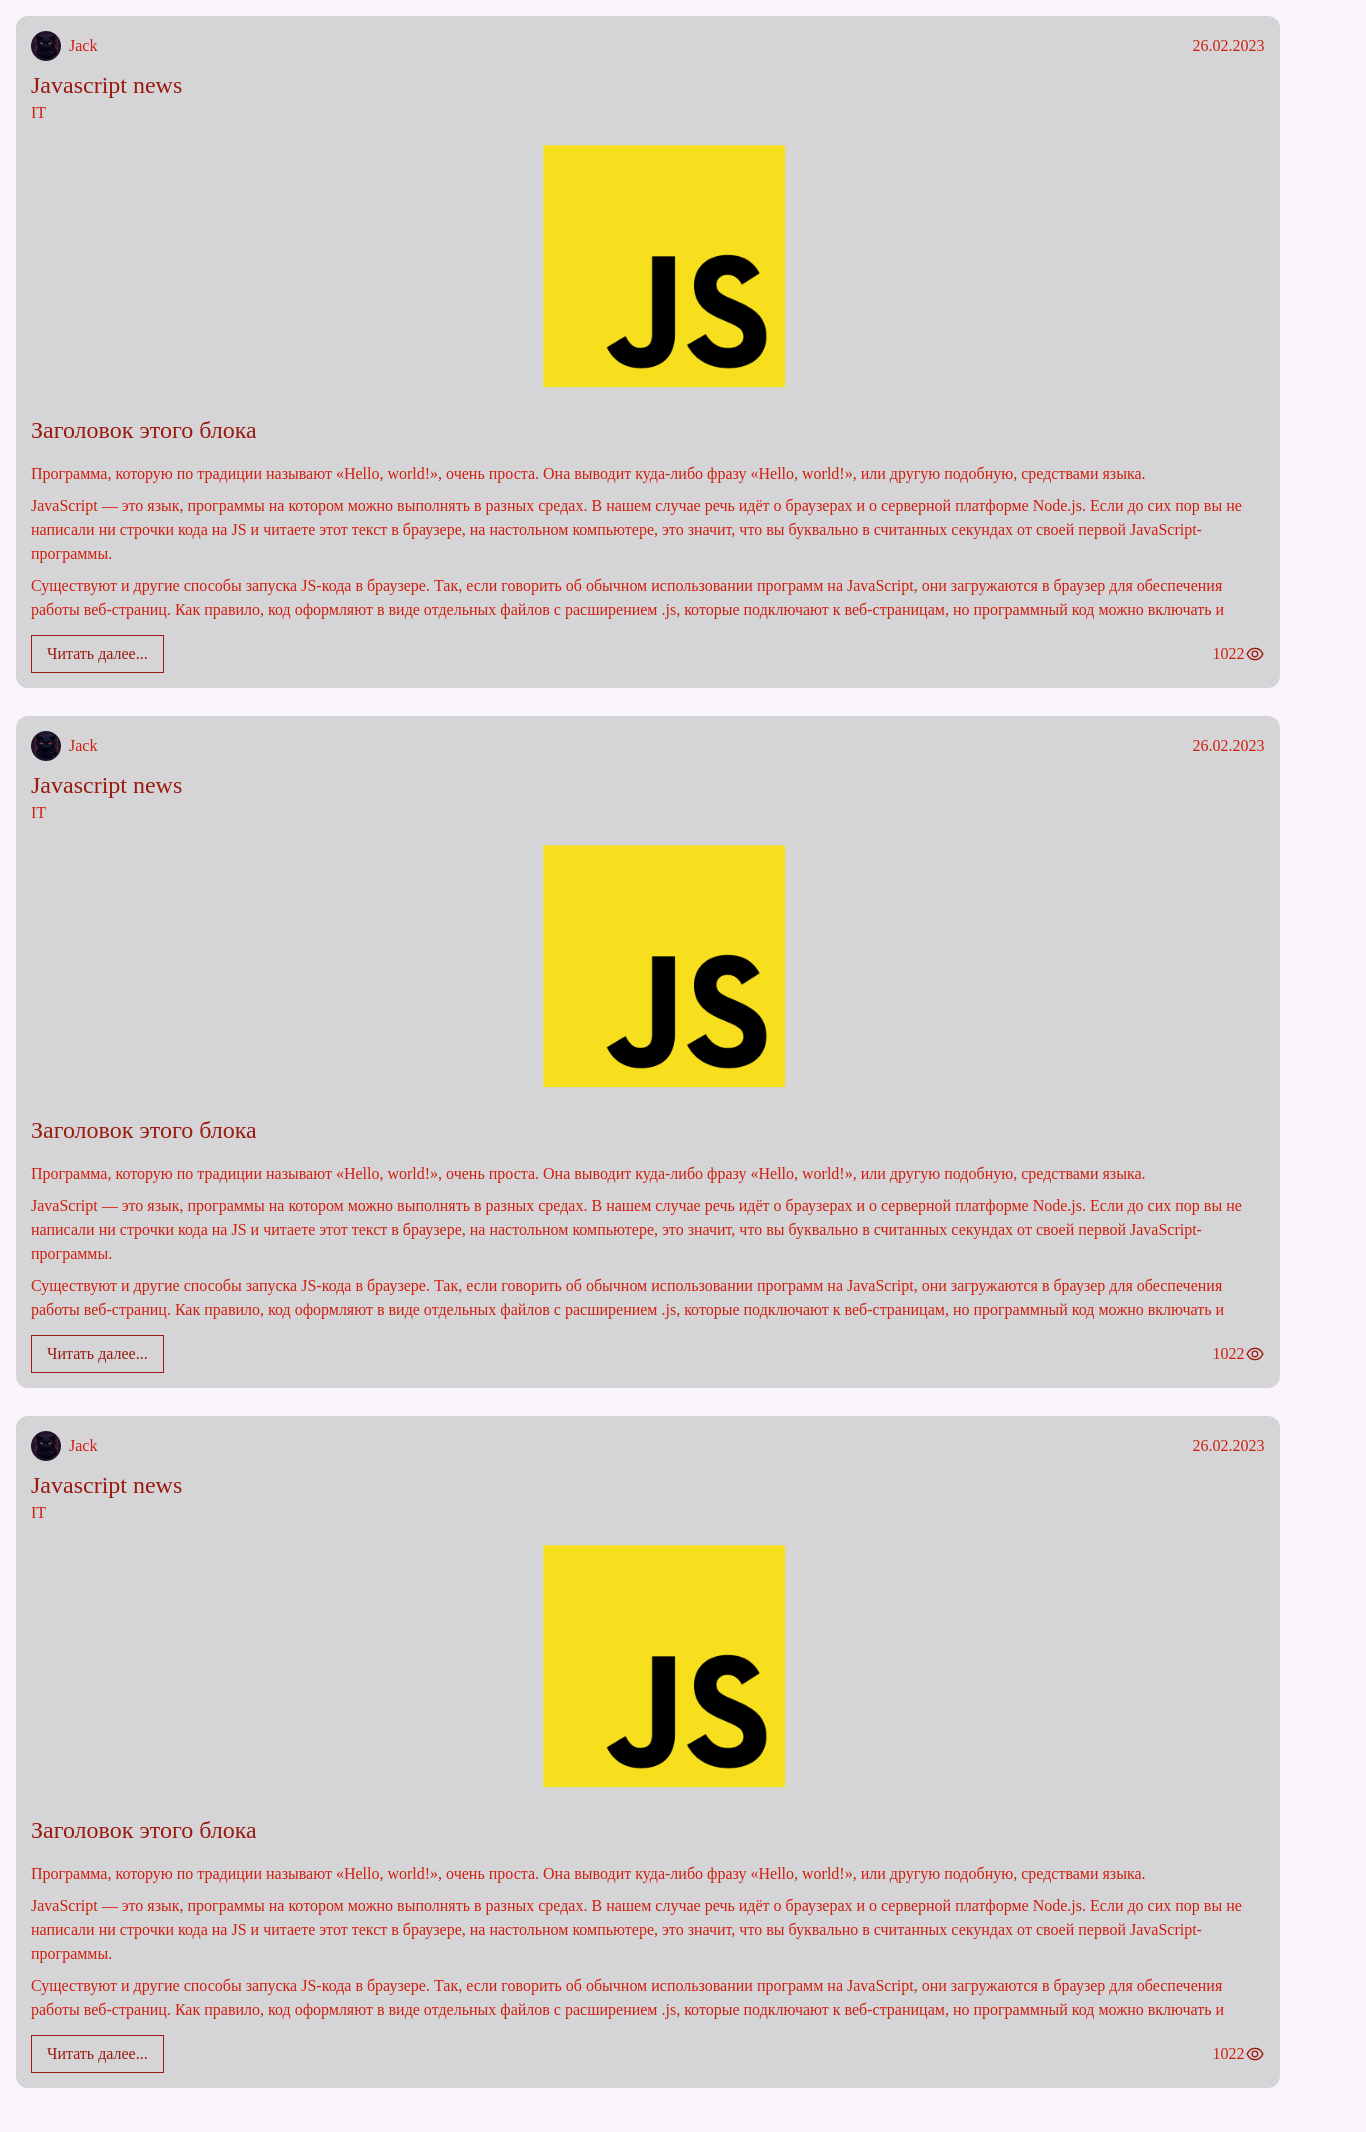 Jack
26.02.2023
Javascript news
IT
JS
Заголовок этого блока
Программа, которую по традиции называют «Hello, world!», очень проста. Она выводит куда-либо фразу «Hello, world!», или другую подобную, средствами языка.
JavaScript — это язык, программы на котором можно выполнять в разных средах. В нашем случае речь идёт о браузерах и о серверной платформе Node.js. Если до сих пор вы не
написали ни строчки кода на JS и читаете этот текст в браузере, на настольном компьютере, это значит, что вы буквально в считанных секундах от своей первой JavaScript-
программы.
Существуют и другие способы запуска JS-кода в браузере. Так, если говорить об обычном использовании программ на JavaScript, они загружаются в браузер для обеспечения
работы веб-страниц. Как правило, код оформляют в виде отдельных файлов с расширением .js, которые подключают к веб-страницам, но программный код можно включать и
Читать далее...
1022
Jack
26.02.2023
Javascript news
IT
JS
Заголовок этого блока
Программа, которую по традиции называют «Hello, world!», очень проста. Она выводит куда-либо фразу «Hello, world!», или другую подобную, средствами языка.
JavaScript — это язык, программы на котором можно выполнять в разных средах. В нашем случае речь идёт о браузерах и о серверной платформе Node.js. Если до сих пор вы не
написали ни строчки кода на JS и читаете этот текст в браузере, на настольном компьютере, это значит, что вы буквально в считанных секундах от своей первой JavaScript-
программы.
Существуют и другие способы запуска JS-кода в браузере. Так, если говорить об обычном использовании программ на JavaScript, они загружаются в браузер для обеспечения
работы веб-страниц. Как правило, код оформляют в виде отдельных файлов с расширением .js, которые подключают к веб-страницам, но программный код можно включать и
Читать далее...
1022
Jack
26.02.2023
Javascript news
IT
JS
Заголовок этого блока
Программа, которую по традиции называют «Hello, world!», очень проста. Она выводит куда-либо фразу «Hello, world!», или другую подобную, средствами языка.
JavaScript — это язык, программы на котором можно выполнять в разных средах. В нашем случае речь идёт о браузерах и о серверной платформе Node.js. Если до сих пор вы не
написали ни строчки кода на JS и читаете этот текст в браузере, на настольном компьютере, это значит, что вы буквально в считанных секундах от своей первой JavaScript-
программы.
Существуют и другие способы запуска JS-кода в браузере. Так, если говорить об обычном использовании программ на JavaScript, они загружаются в браузер для обеспечения
работы веб-страниц. Как правило, код оформляют в виде отдельных файлов с расширением .js, которые подключают к веб-страницам, но программный код можно включать и
Читать далее...
1022